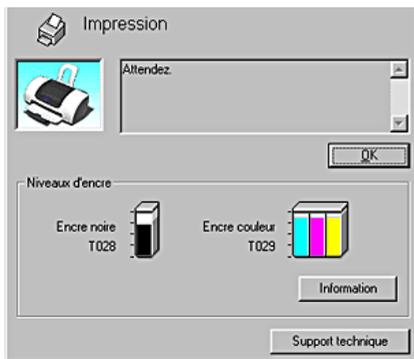 Impression
Attendez.
OK
Niveaux d'encre
Encre noire
T028
Encre couleur
T029
Information
Support technique